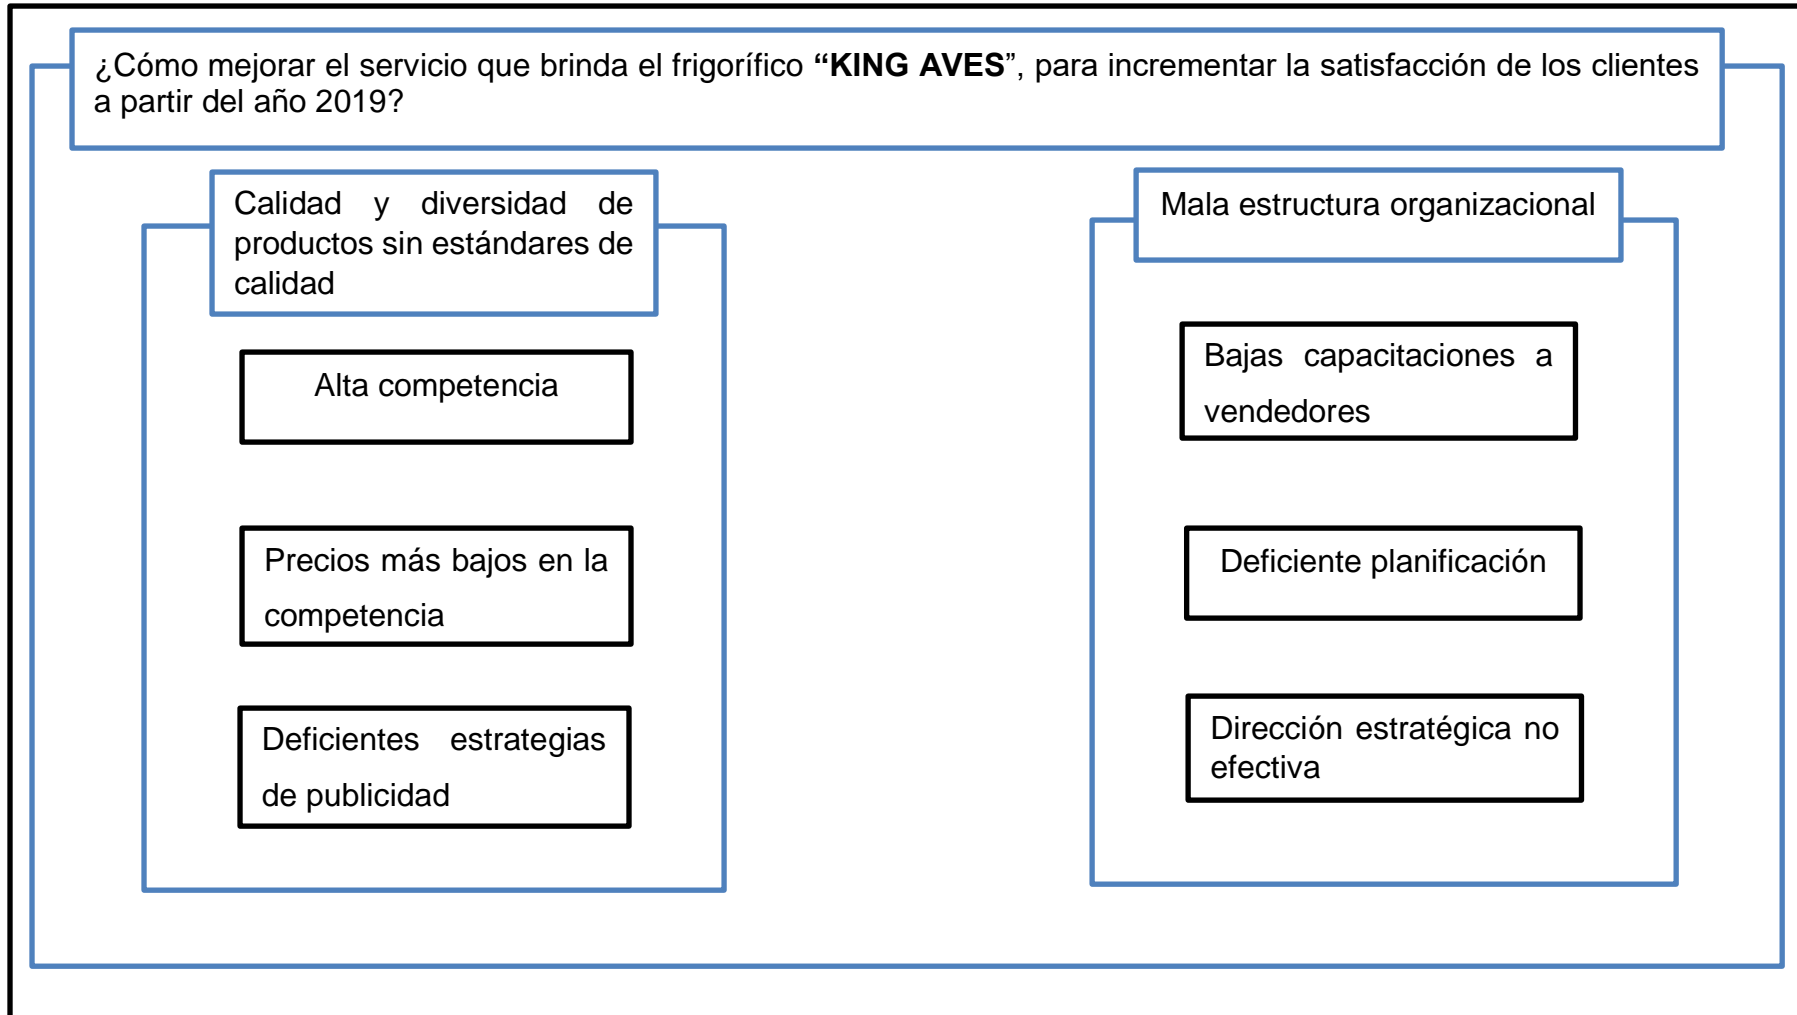 ¿Cómo mejorar el servicio que brinda el frigorífico “KING AVES”, para incrementar la satisfacción de los clientes
a partir del año 2019?
Calidad y diversidad de
productos sin estándares de
calidad
Alta competencia
Precios más bajos en la
competencia
Deficientes estrategias
de publicidad
Mala estructura organizacional
Bajas capacitaciones a
vendedores
Deficiente planificación
Dirección estratégica no
efectiva